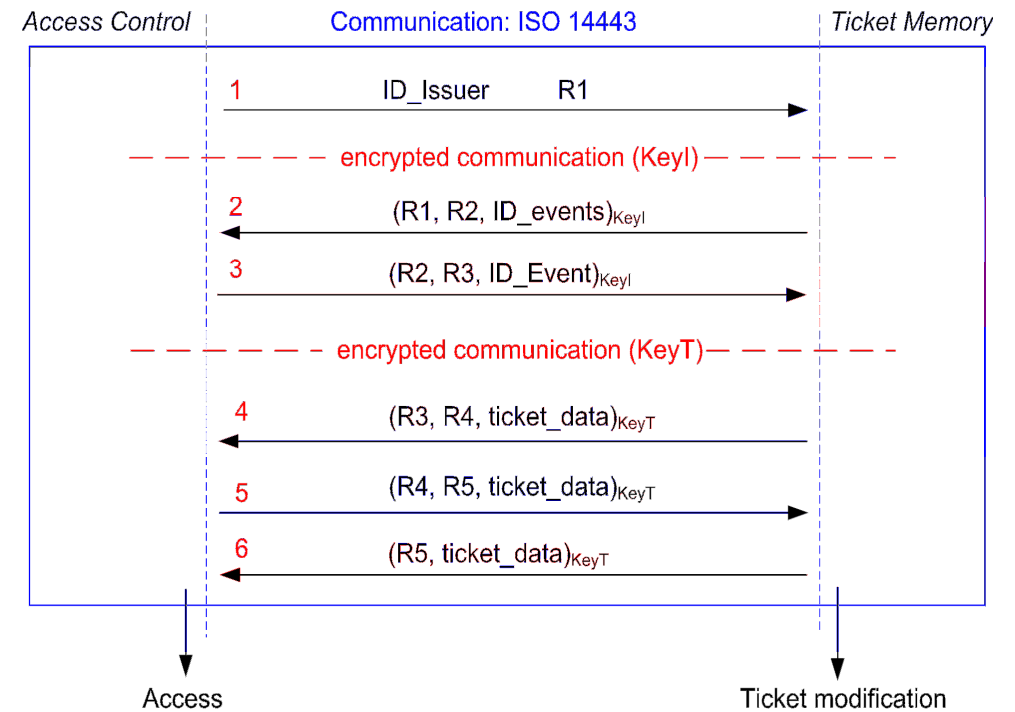 Access Control Communication: ISO 14443 Ticket Memory
1 ID_Issuer R1
encrypted communication (KeyI)
2 (R1, R2, ID_events)KeyI
3 (R2, R3, ID_Event)KeyI
encrypted communication (KeyT)
4 (R3, R4, ticket_data)KeyT
5 (R4, R5, ticket_data)KeyT
6 (R5, ticket_data)KeyT
Access Ticket modification